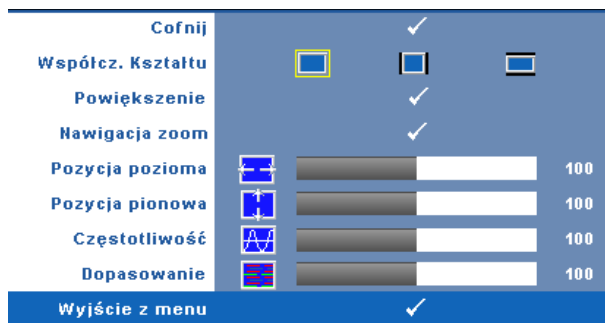 Cofnij
Współcz. Kształtu
Powiększenie
Nawigacja zoom
Pozycja pozioma 100
Pozycja pionowa 100
Częstotliwość 100
Dopasowanie 100
Wyjście z menu